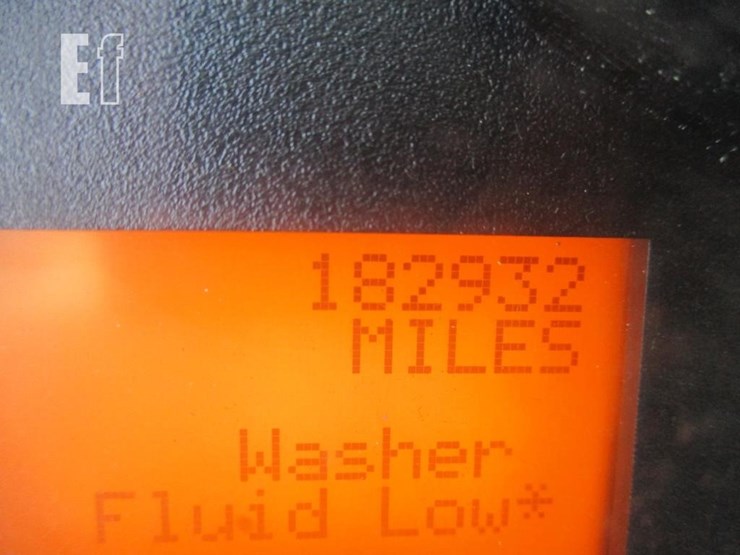 Ef
182932
MILES
Washer
Fluid Low*